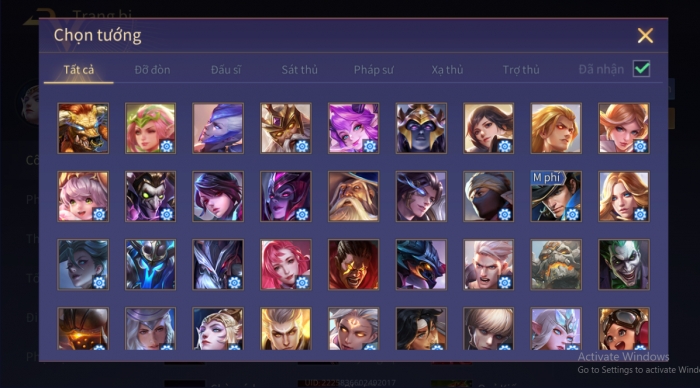 Trang bị
Chọn tướng
Tất cả
Đỡ đòn
Đấu sĩ
Sát thủ
Pháp sư
Xạ thủ
Trợ thủ
Đã nhận
M phí
Activate Windows
Go to Settings to activate Wind